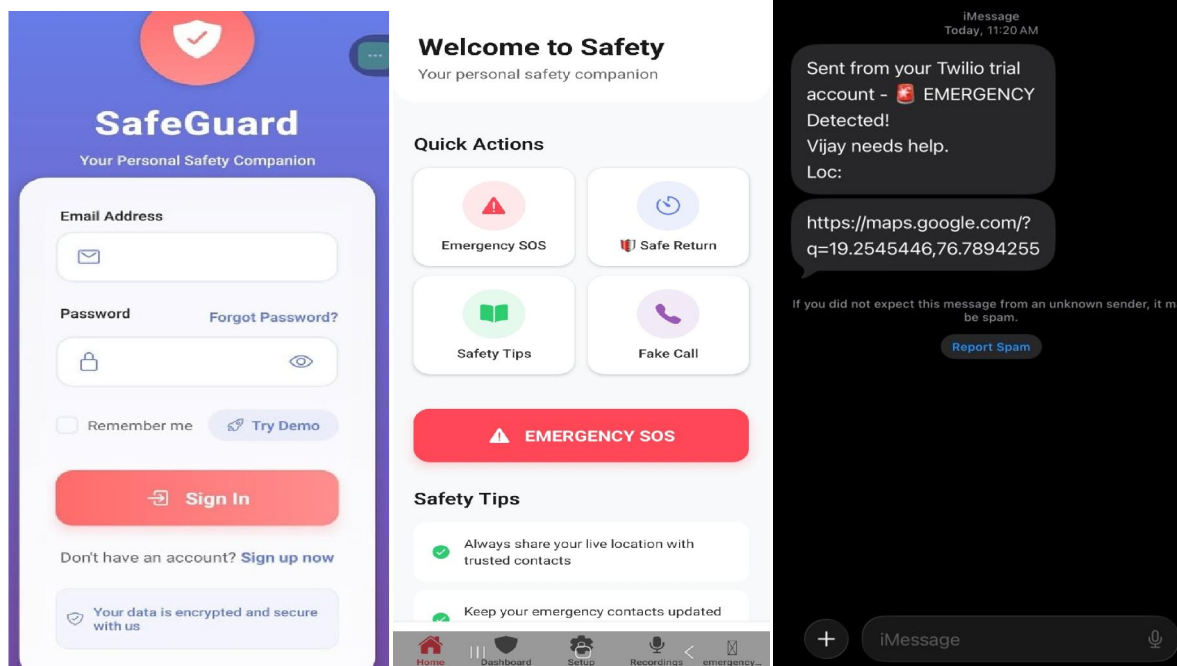 SafeGuard
Your Personal Safety Companion
Email Address
Password
Forgot Password?
Remember me
Try Demo
Sign In
Don't have an account? Sign up now
Your data is encrypted and secure
with us
Welcome to Safety
Your personal safety companion
Quick Actions
Emergency SOS
Safe Return
Safety Tips
Fake Call
EMERGENCY SOS
Safety Tips
Always share your live location with
trusted contacts
Keep your emergency contacts updated
Home
Dashboard
Setup
Recordings
emergency...
iMessage
Today, 11:20 AM
Sent from your Twilio trial
account - 🚨 EMERGENCY
Detected!
Vijay needs help.
Loc:
https://maps.google.com/?
q=19.2545446,76.7894255
If you did not expect this message from an unknown sender, it m
be spam.
Report Spam
iMessage